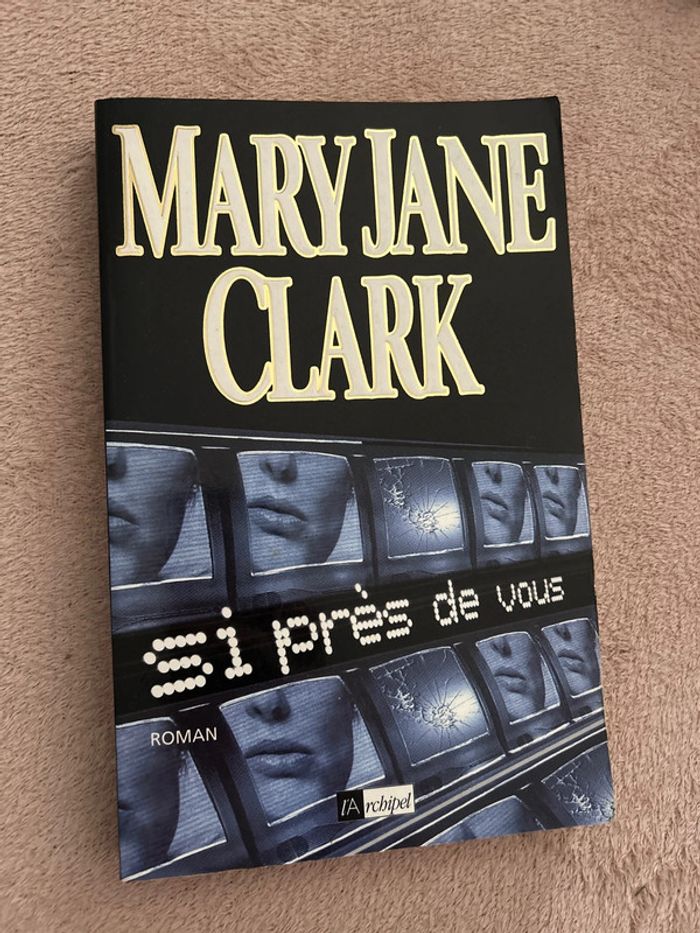 MARY JANE
CLARK
si près de vous
ROMAN
l'Archipel